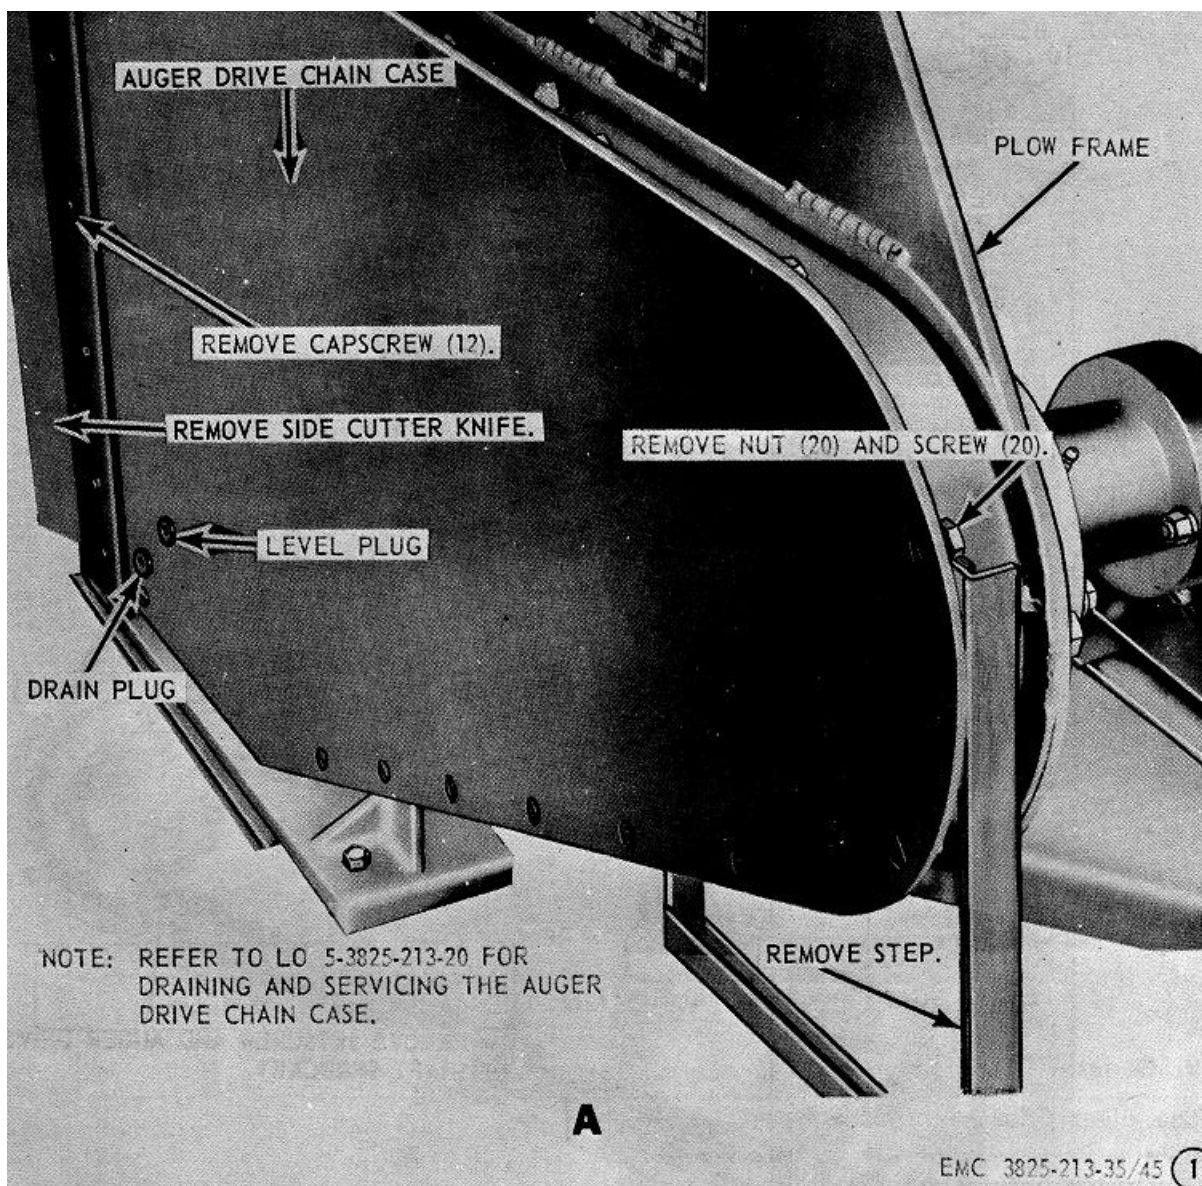 AUGER DRIVE CHAIN CASE
PLOW FRAME
REMOVE CAPSCREW (12).
REMOVE SIDE CUTTER KNIFE.
REMOVE NUT (20) AND SCREW (20).
LEVEL PLUG
DRAIN PLUG
NOTE: REFER TO LO 5-3825-213-20 FOR
DRAINING AND SERVICING THE AUGER
DRIVE CHAIN CASE.
REMOVE STEP.
A
EMC 3825-213-35/45 1